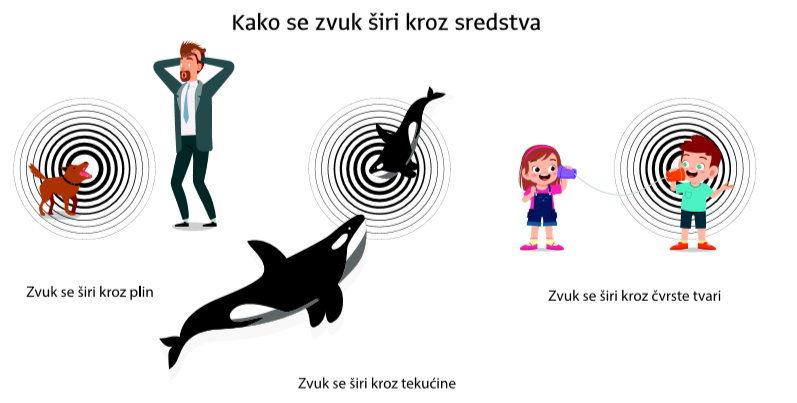 Kako se zvuk širi kroz sredstva
Zvuk se širi kroz plin
Zvuk se širi kroz čvrste tvari
Zvuk se širi kroz tekućine